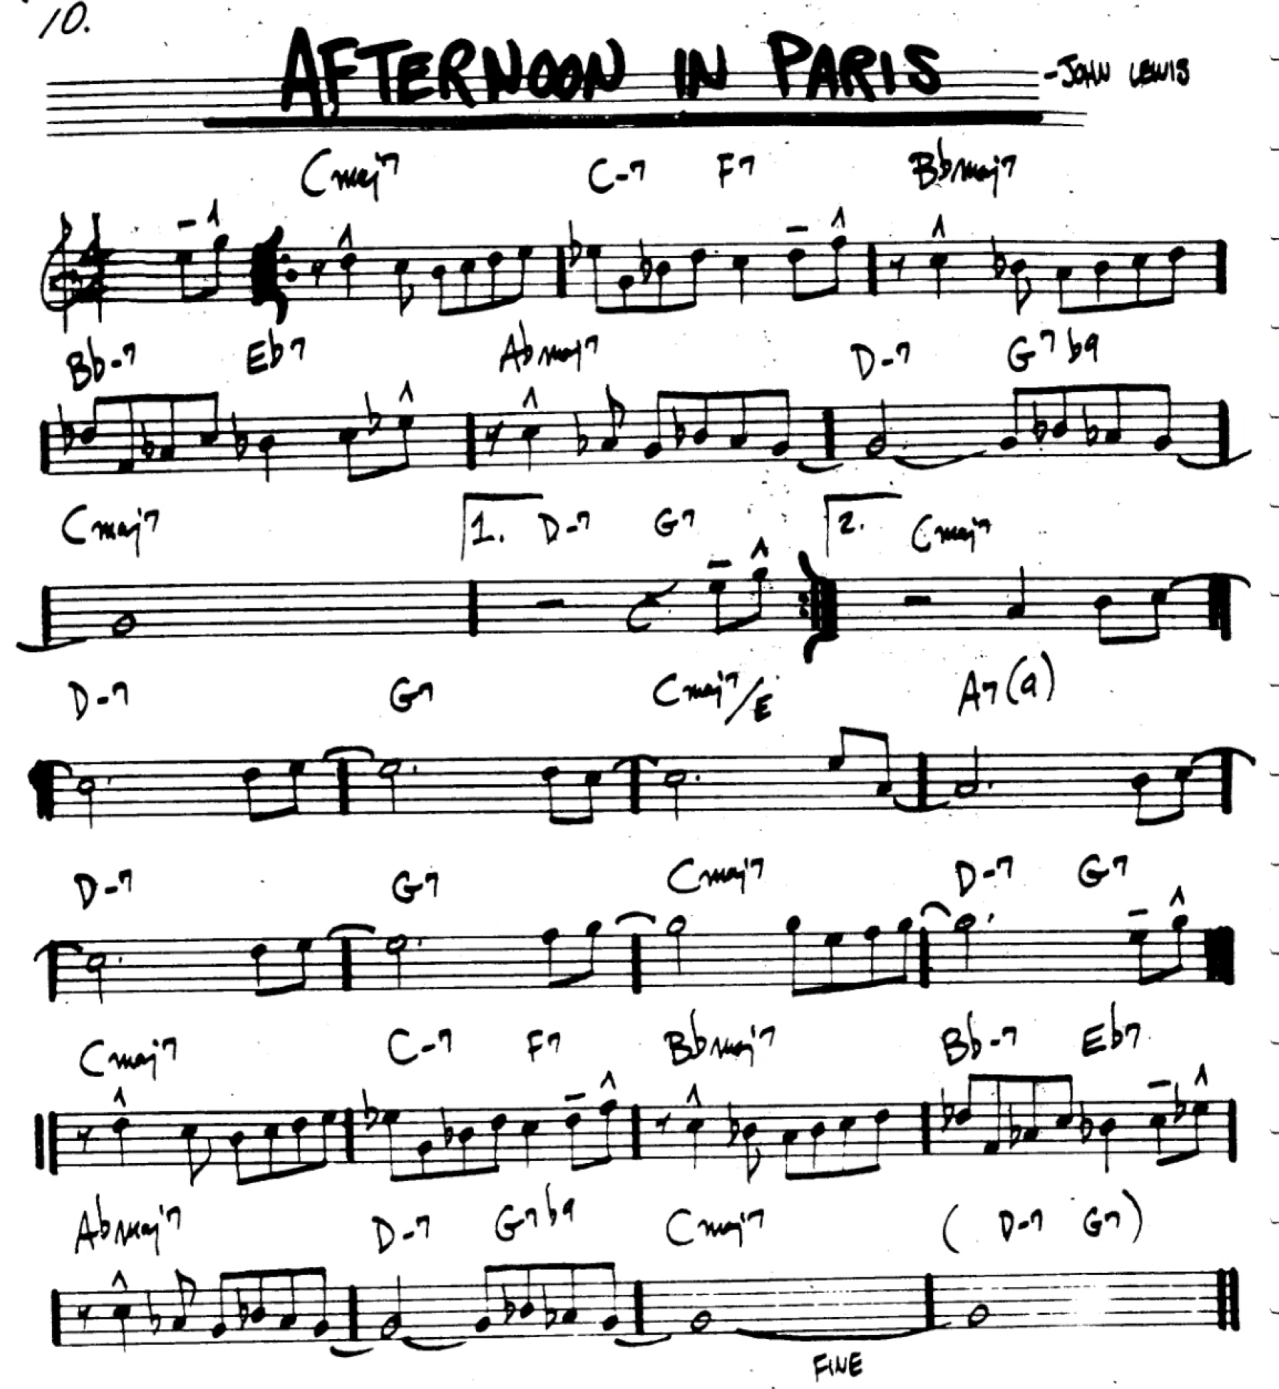 10.
AFTERNOON IN PARIS -JOHN LEWIS
Cmaj7 C-7 F7 Bbmaj7
Bb-7 Eb7 Abmaj7 D-7 G7b9
Cmaj7 1. D-7 G7 2. Cmaj7
D-7 G7 Cmaj7/E A7(9)
D-7 G7 Cmaj7 D-7 G7
Cmaj7 C-7 F7 Bbmaj7 Bb-7 Eb7
Abmaj7 D-7 G7b9 Cmaj7 ( D-7 G7 )
FINE